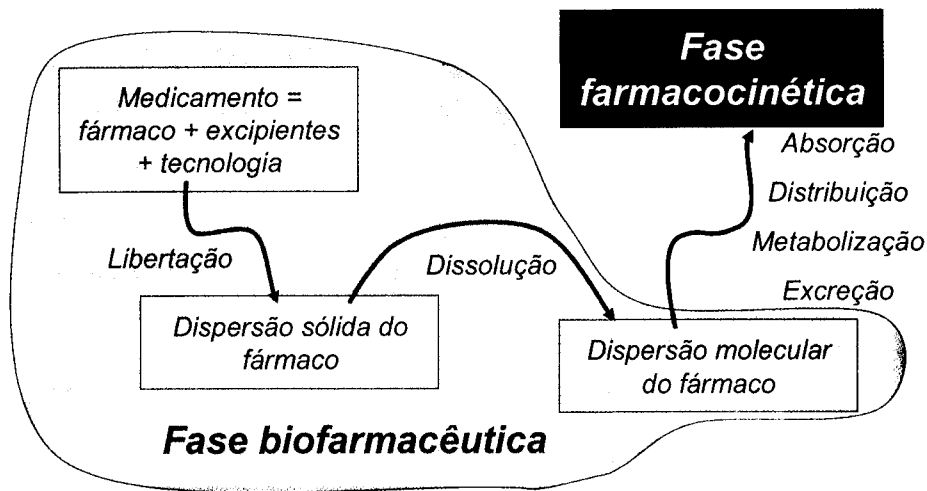 Fase
farmacocinética
Medicamento =
fármaco + excipientes
+ tecnologia
Absorção
Distribuição
Metabolização
Excreção
Libertação
Dissolução
Dispersão sólida do
fármaco
Dispersão molecular
do fármaco
Fase biofarmacêutica